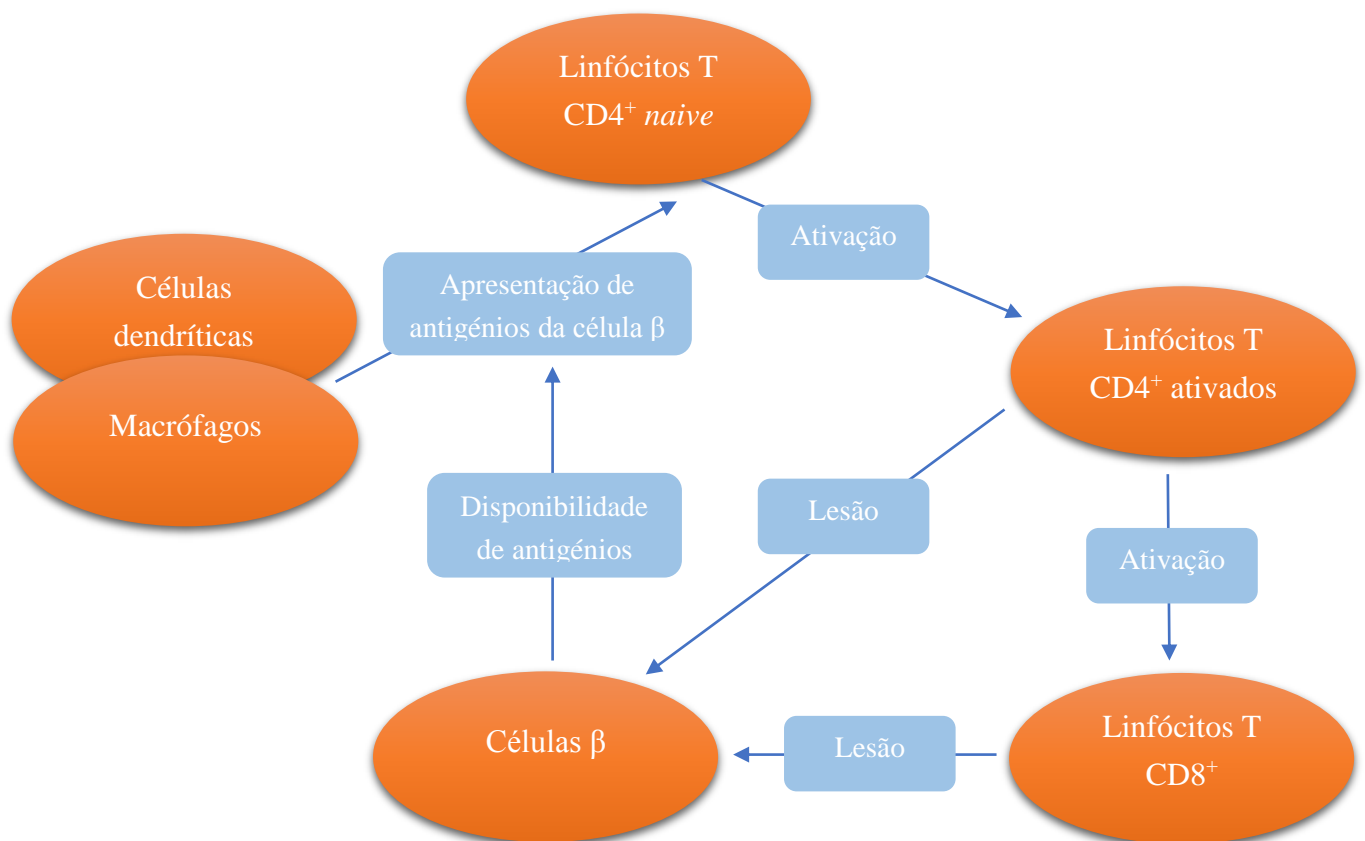 Linfócitos T
CD4⁺ naive
Ativação
Células
dendríticas
Apresentação de
antigénios da célula β
Macrófagos
Linfócitos T
CD4⁺ ativados
Disponibilidade
de antigénios
Lesão
Ativação
Células β
Lesão
Linfócitos T
CD8⁺